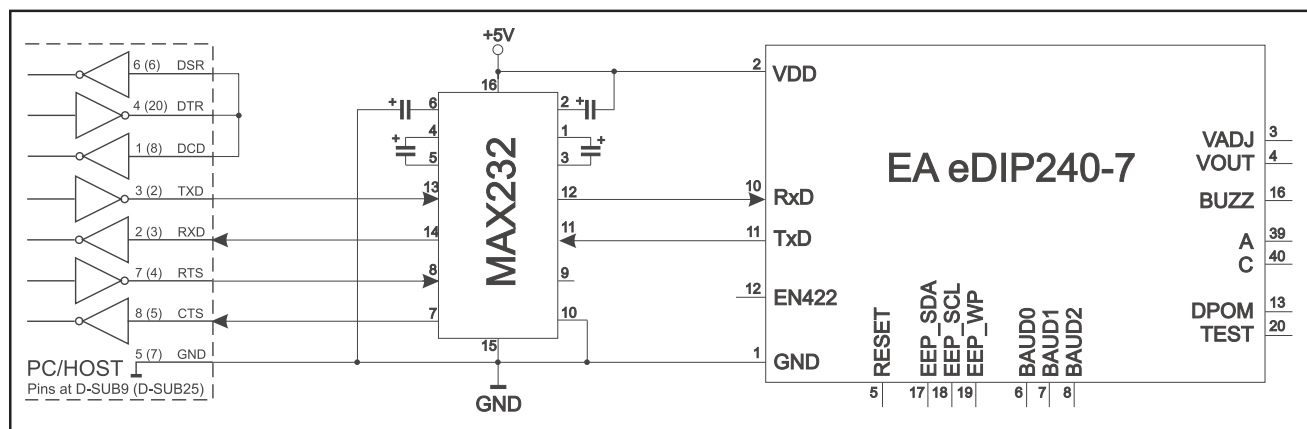 +5V
6 (6) DSR
4 (20) DTR
1 (8) DCD
3 (2) TXD
2 (3) RXD
7 (4) RTS
8 (5) CTS
5 (7) GND
PC/HOST
Pins at D-SUB9 (D-SUB25)
16
+ 6
+ 4
5
13
14
8
7
15
MAX232
2 +
1 +
3
12
11
9
10
GND
2 VDD
10 RxD
11 TxD
12 EN422
1 GND
EA eDIP240-7
VADJ 3
VOUT 4
BUZZ 16
A 39
C 40
DPOM 13
TEST 20
RESET
EEP_SDA
EEP_SCL
EEP_WP
BAUD0
BAUD1
BAUD2
5 17 18 19 6 7 8